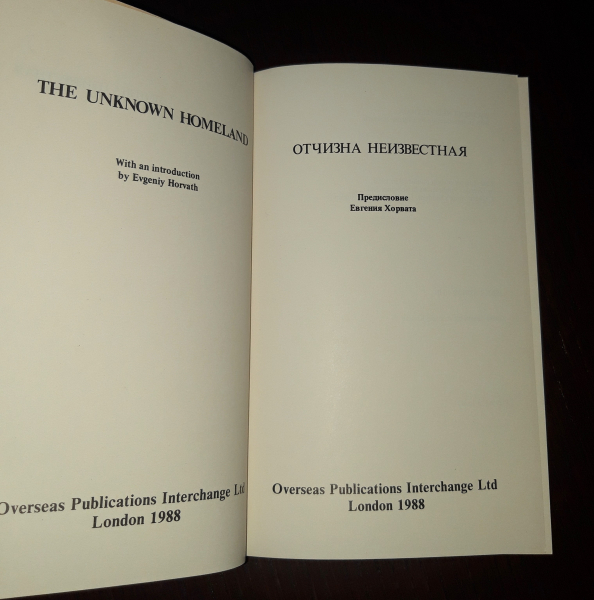 THE UNKNOWN HOMELAND
With an introduction
by Evgeniy Horvath
Overseas Publications Interchange Ltd
London 1988
ОТЧИЗНА НЕИЗВЕСТНАЯ
Предисловие
Евгения Хорвата
Overseas Publications Interchange Ltd
London 1988